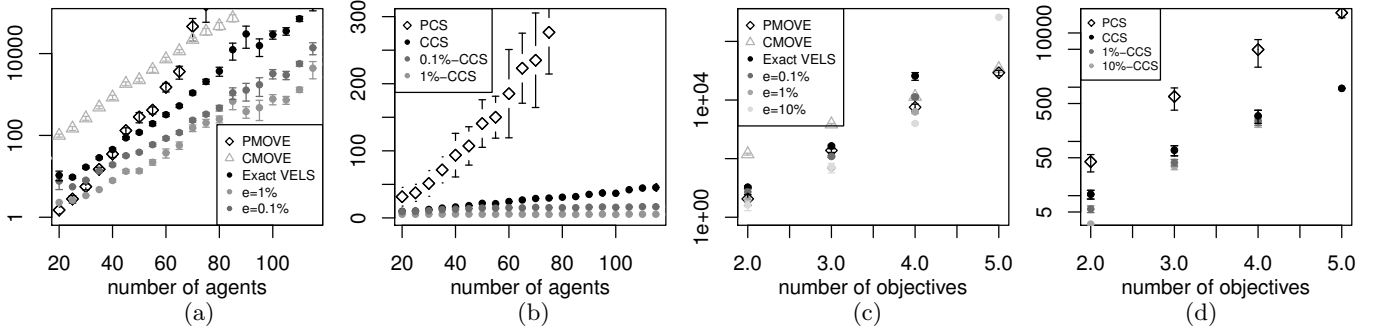 10000
100
1
20 40 60 80 100
number of agents
PMOVE
CMOVE
Exact VELS
e=1%
e=0.1%
(a)
300
200
100
50
0
20 40 60 80 100
number of agents
PCS
CCS
0.1%-CCS
1%-CCS
(b)
1e+04
1e+00
2.0 3.0 4.0 5.0
number of objectives
PMOVE
CMOVE
Exact VELS
e=0.1%
e=1%
e=10%
(c)
10000
500
50
5
2.0 3.0 4.0 5.0
number of objectives
PCS
CCS
1%-CCS
10%-CCS
(d)